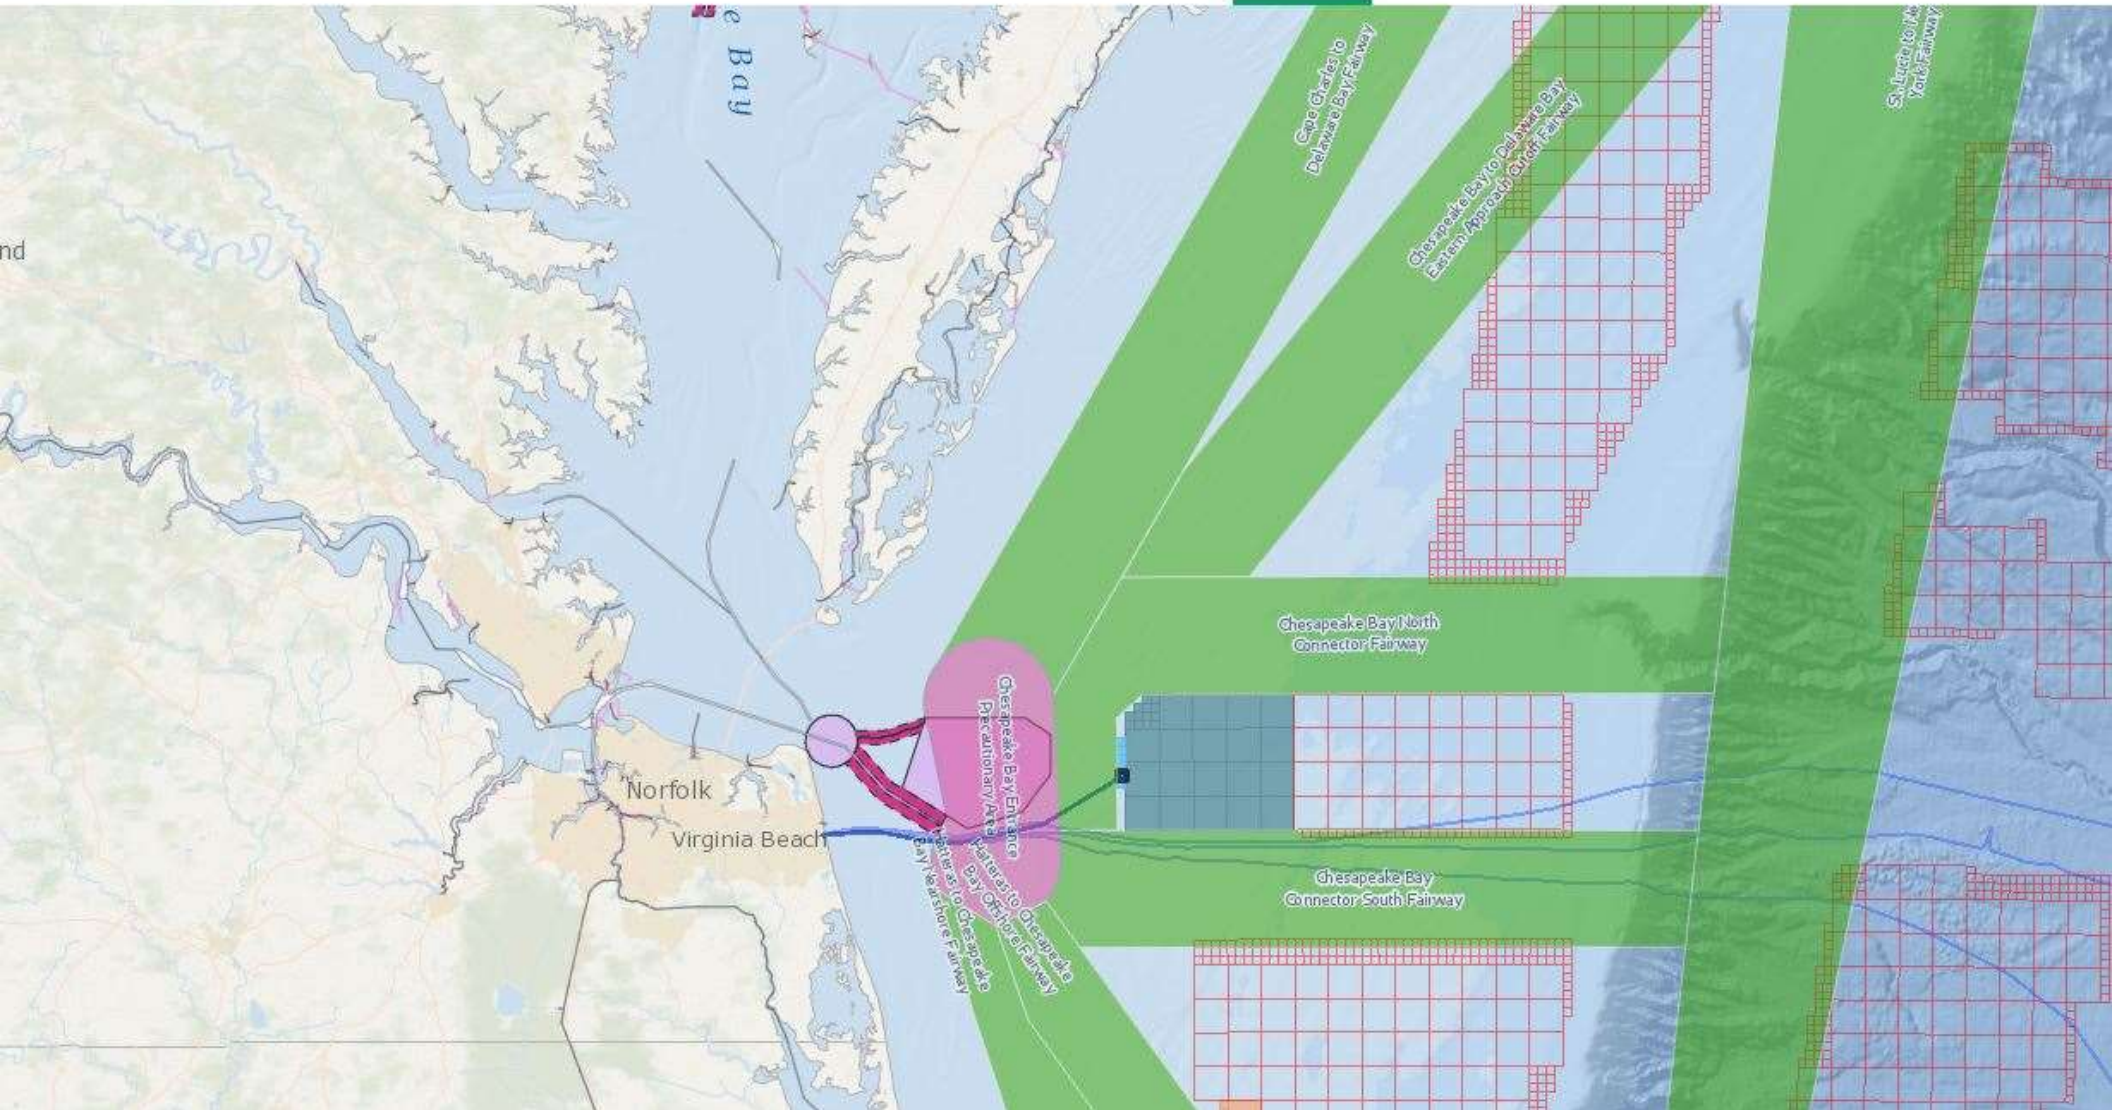 e Bay
nd
Cape Charles to
Delaware Bay Fairway
Chesapeake Bay to Delaware Bay
Eastern Approach Cutoff Fairway
St. Lucie to
York Fairway
Chesapeake Bay North
Connector Fairway
Chesapeake Bay Entrance
Precautionary Area
Norfolk
Virginia Beach
Chesapeake Bay
Connector South Fairway
Hatteras to Chesapeake
Bay Offshore Fairway
Hatteras to Chesapeake
Bay Nearshore Fairway